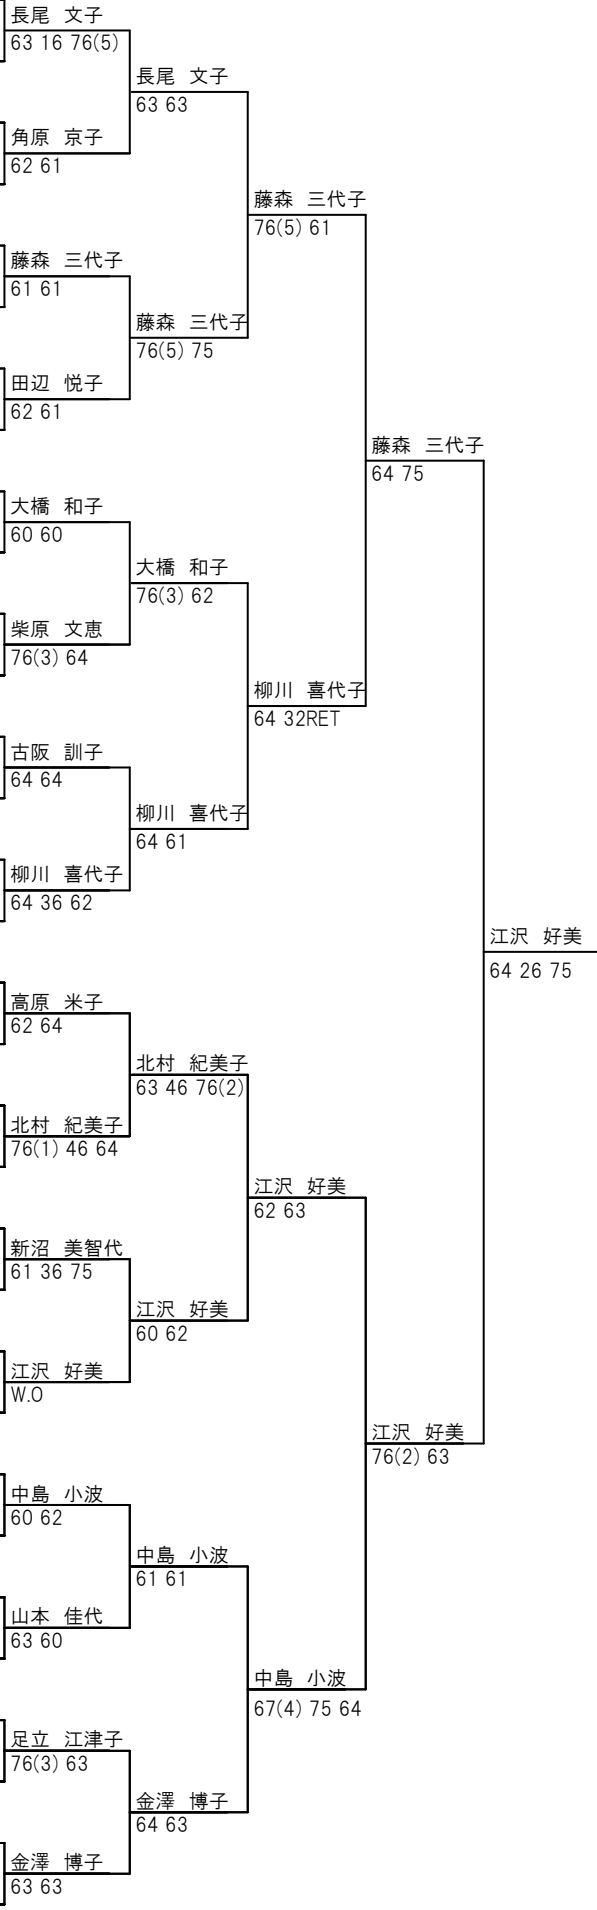 長尾 文子
63 16 76(5)
長尾 文子
63 63
角原 京子
62 61
藤森 三代子
76(5) 61
藤森 三代子
61 61
藤森 三代子
76(5) 75
田辺 悦子
62 61
藤森 三代子
64 75
大橋 和子
60 60
大橋 和子
76(3) 62
柴原 文恵
76(3) 64
柳川 喜代子
64 32RET
古阪 訓子
64 64
柳川 喜代子
64 61
柳川 喜代子
64 36 62
江沢 好美
64 26 75
高原 米子
62 64
北村 紀美子
63 46 76(2)
北村 紀美子
76(1) 46 64
江沢 好美
62 63
新沼 美智代
61 36 75
江沢 好美
60 62
江沢 好美
W.O
江沢 好美
76(2) 63
中島 小波
60 62
中島 小波
61 61
山本 佳代
63 60
中島 小波
67(4) 75 64
足立 江津子
76(3) 63
金澤 博子
64 63
金澤 博子
63 63